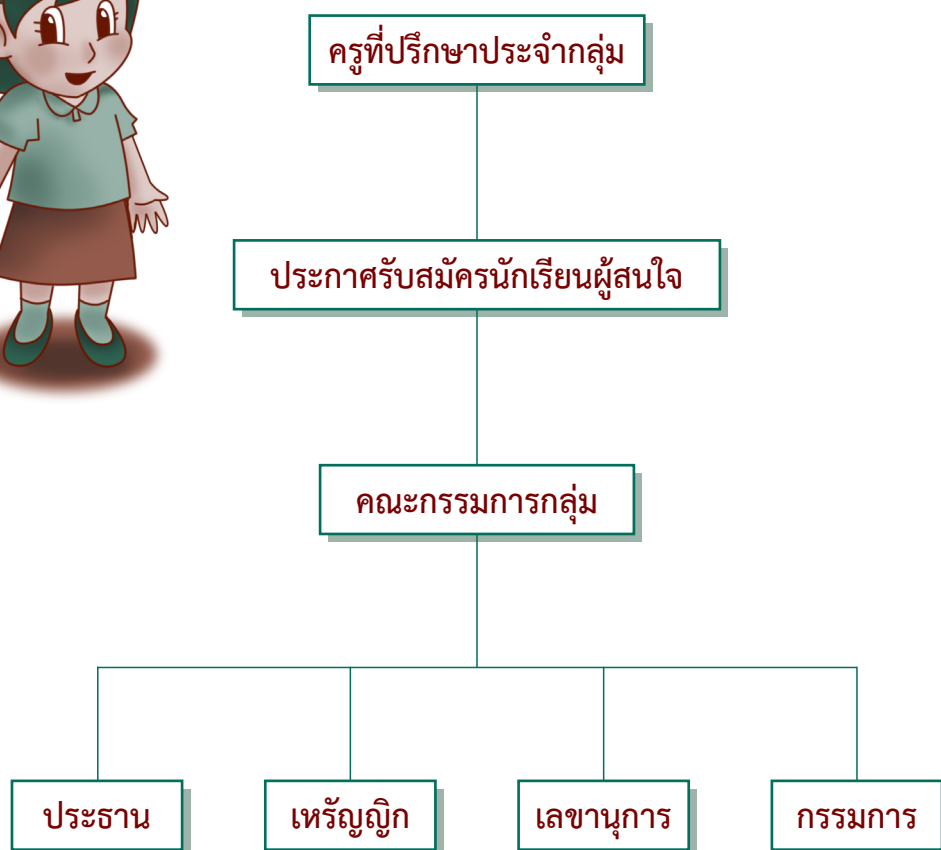 ครูที่ปรึกษาประจำกลุ่ม
ประกาศรับสมัครนักเรียนผู้สนใจ
คณะกรรมการกลุ่ม
ประธาน
เหรัญญิก
เลขานุการ
กรรมการ